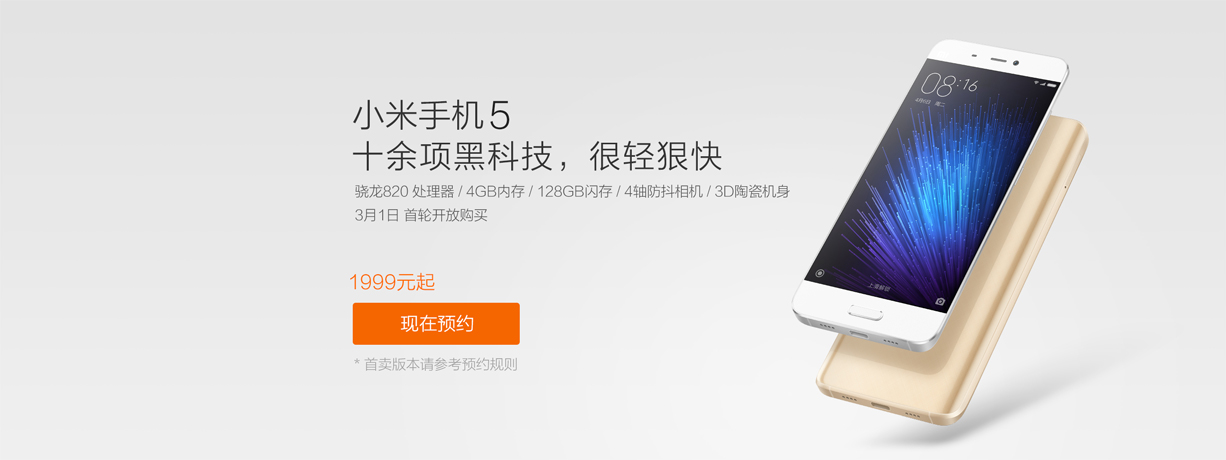 小米手机5
十余项黑科技，很轻狠快
骁龙820 处理器 / 4GB内存 / 128GB闪存 / 4轴防抖相机 / 3D陶瓷机身
3月1日 首轮开放购买
1999元起
现在预约
* 首卖版本请参考预约规则
08:16
上滑解锁